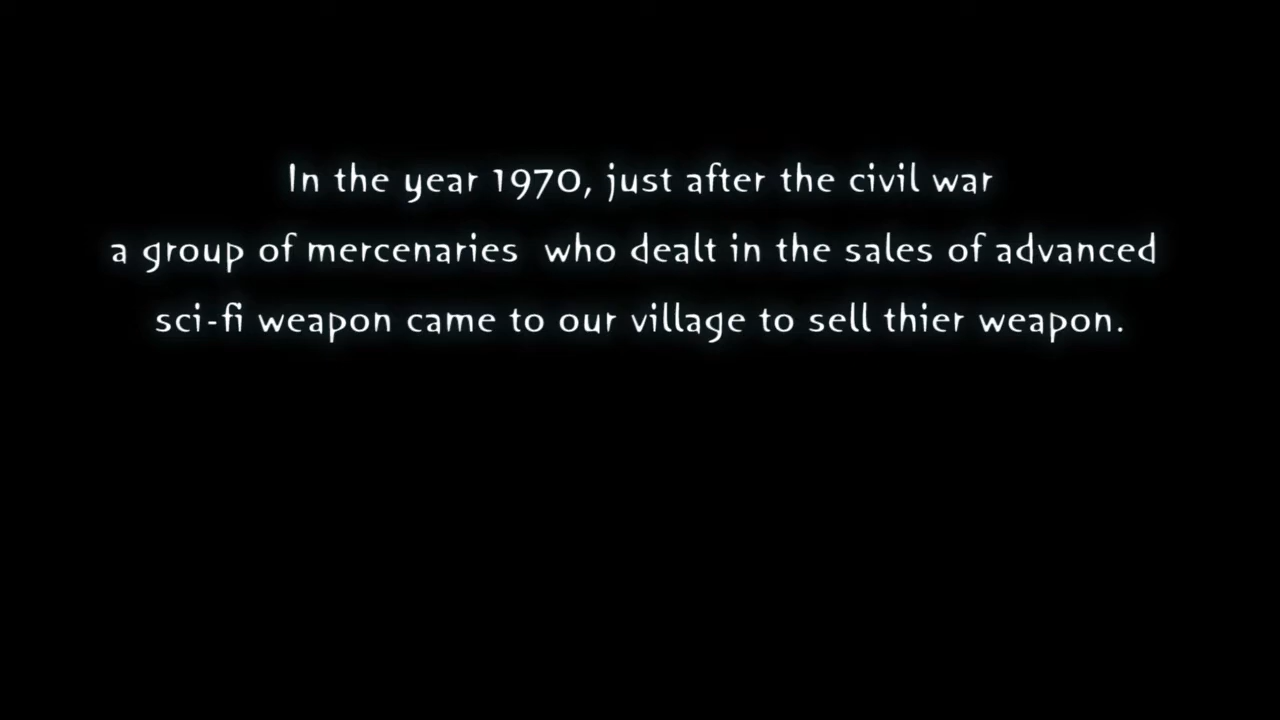 In the year 1970, just after the civil war
a group of mercenaries who dealt in the sales of advanced
sci-fi weapon came to our village to sell thier weapon.